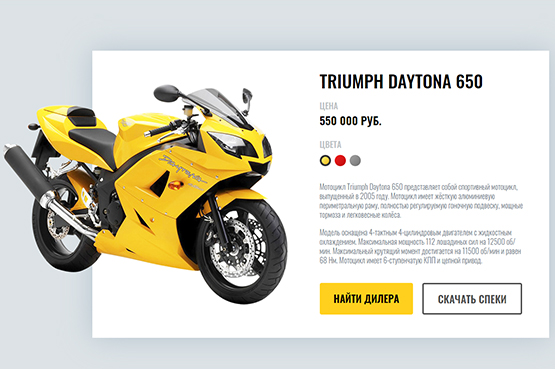 TRIUMPH DAYTONA 650
ЦЕНА
550 000 РУБ.
ЦВЕТА
Мотоцикл Triumph Daytona 650 представляет собой спортивный мотоцикл,
выпущенный в 2005 году. Мотоцикл имеет жёсткую алюминиевую
периметральную раму, полностью регулируемую гоночную подвеску, мощные
тормоза и легковесные колёса.
Модель оснащена 4-тактным 4-цилиндровым двигателем с жидкостным
охлаждением. Максимальная мощность 112 лошадиных сил на 12500 об/
мин. Максимальный крутящий момент достигается на 11500 об/мин и равен
68 Нм. Мотоцикл имеет 6-ступенчатую КПП и цепной привод.
Daytona
НАЙТИ ДИЛЕРА
СКАЧАТЬ СПЕКИ